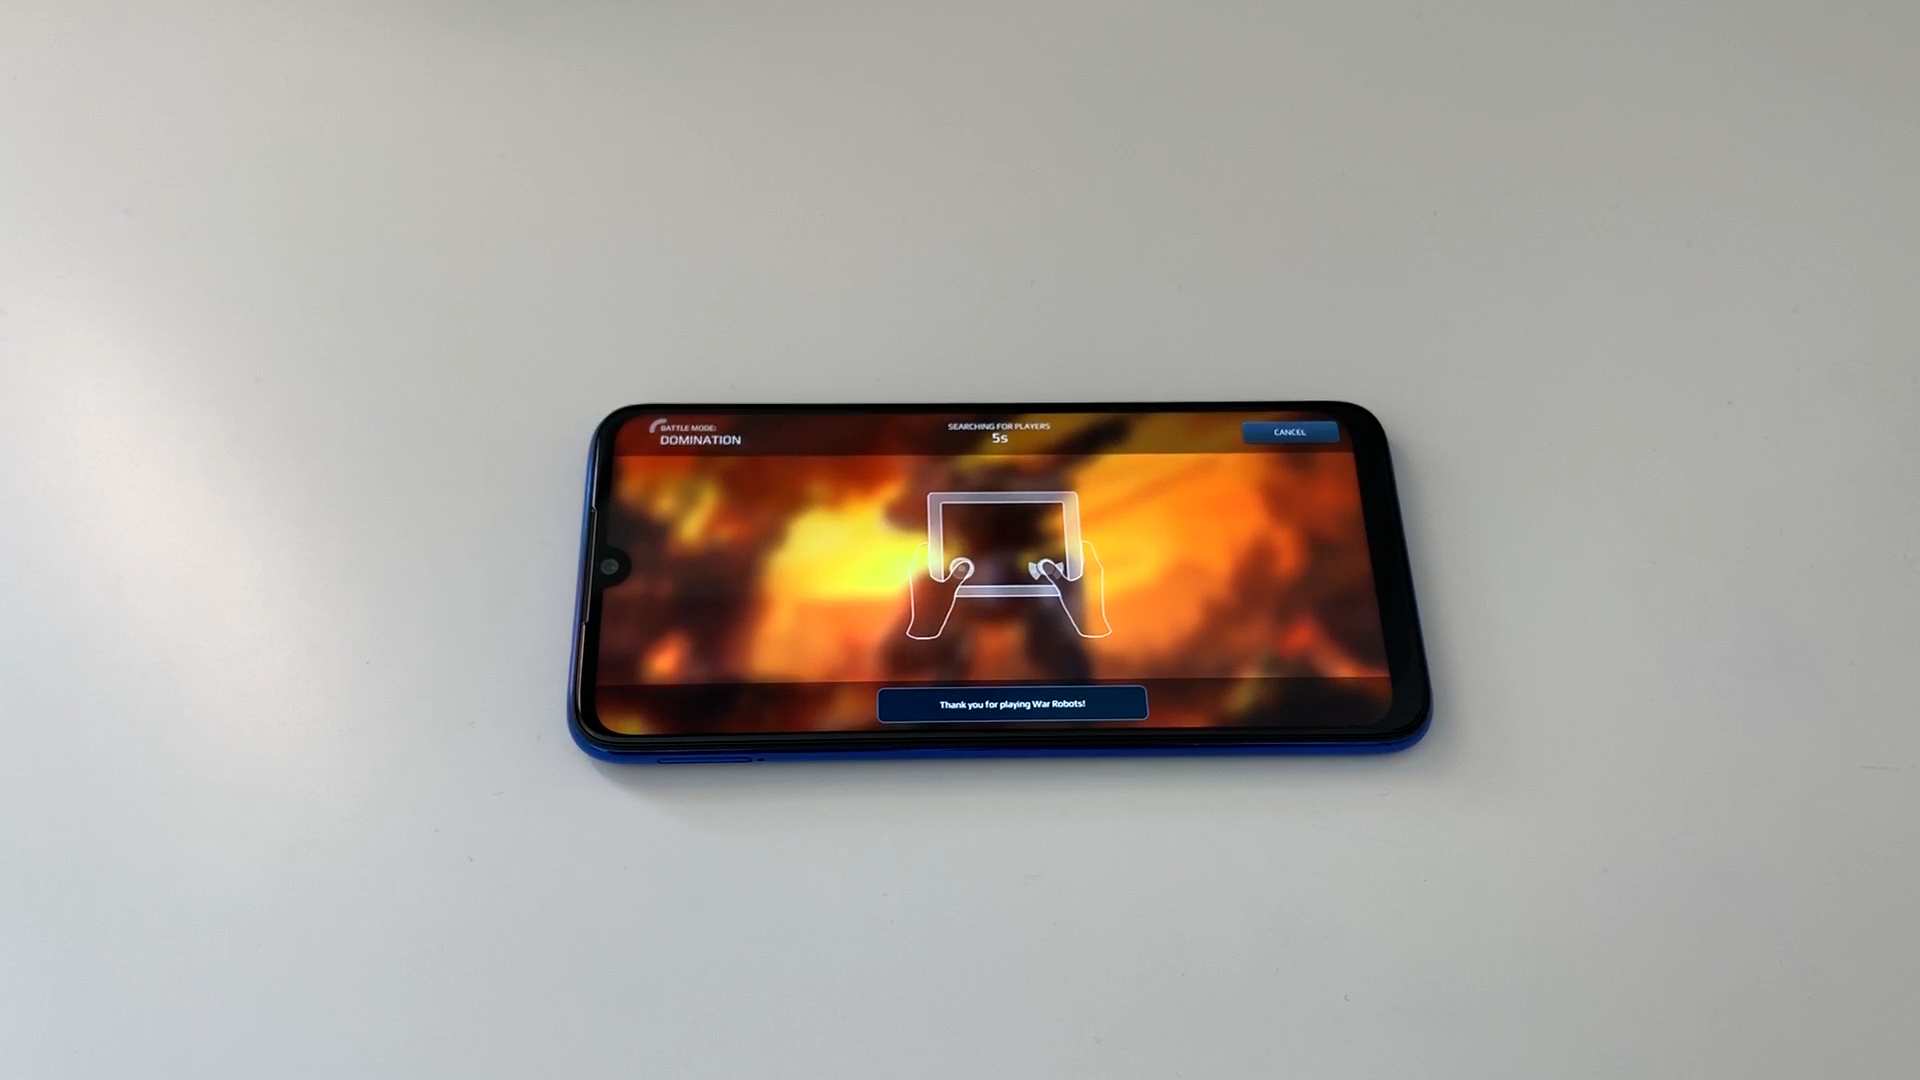 BATTLE MODE:
DOMINATION
SEARCHING FOR PLAYERS
5s
CANCEL
Thank you for playing War Robots!